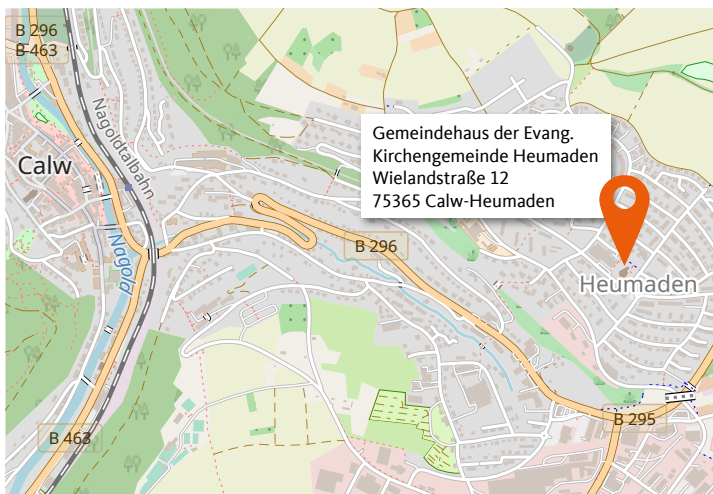 B 296
B 463
Nagoldtalbahn
Calw
Nagold
Gemeindehaus der Evang.
Kirchengemeinde Heumaden
Wielandstraße 12
75365 Calw-Heumaden
B 296
Heumaden
B 463
B 295